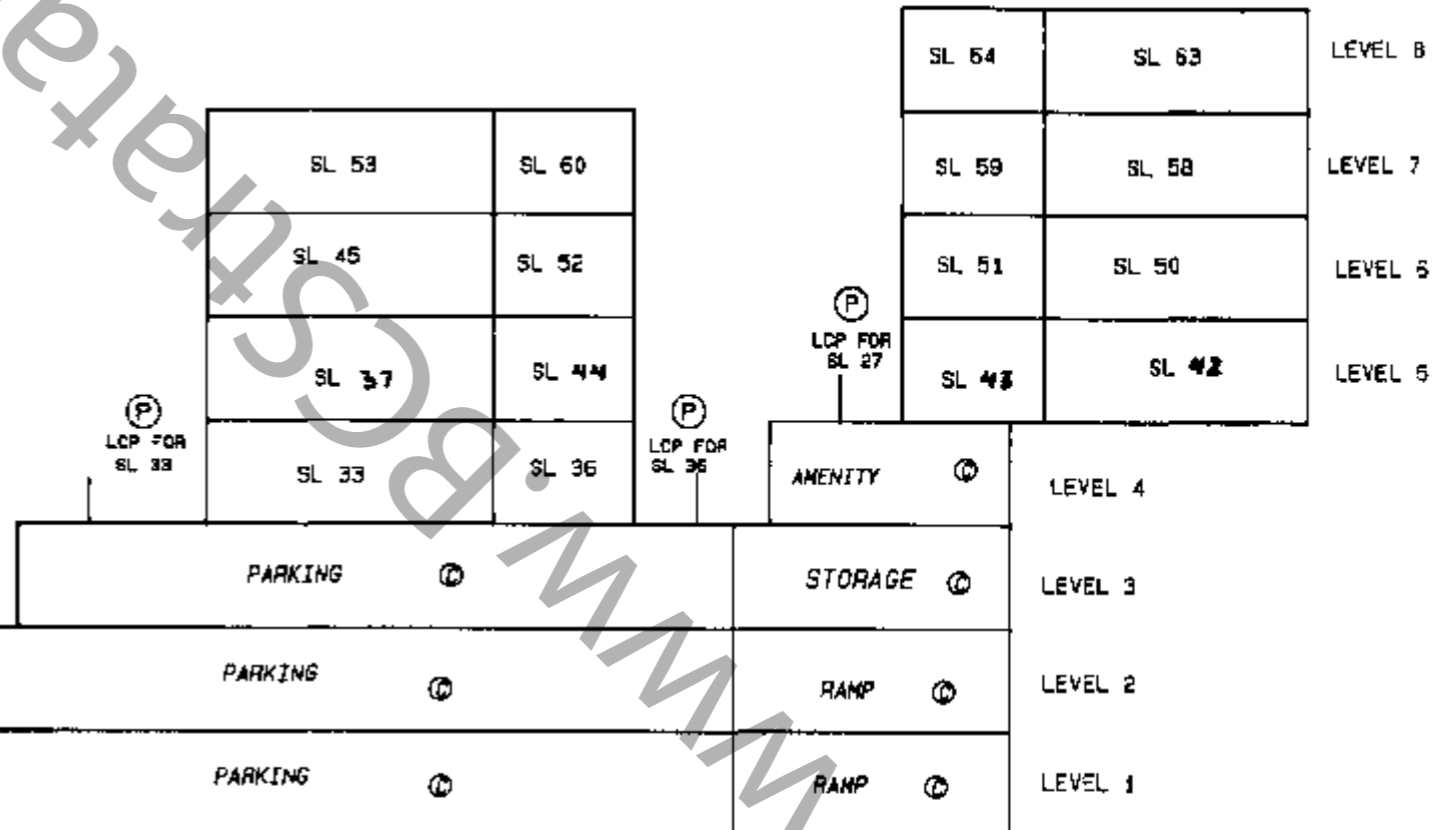 SL 64 SL 63 LEVEL 8
SL 53 SL 60 SL 59 SL 58 LEVEL 7
SL 45 SL 52 SL 51 SL 50 LEVEL 6
P
LCP FOR
SL 27
SL 37 SL 44 SL 43 SL 42 LEVEL 5
P
LCP FOR
SL 33
P
LCP FOR
SL 36
SL 33 SL 36 AMENITY C LEVEL 4
PARKING C STORAGE C LEVEL 3
PARKING C RAMP C LEVEL 2
PARKING C RAMP C LEVEL 1
www.BCStrata